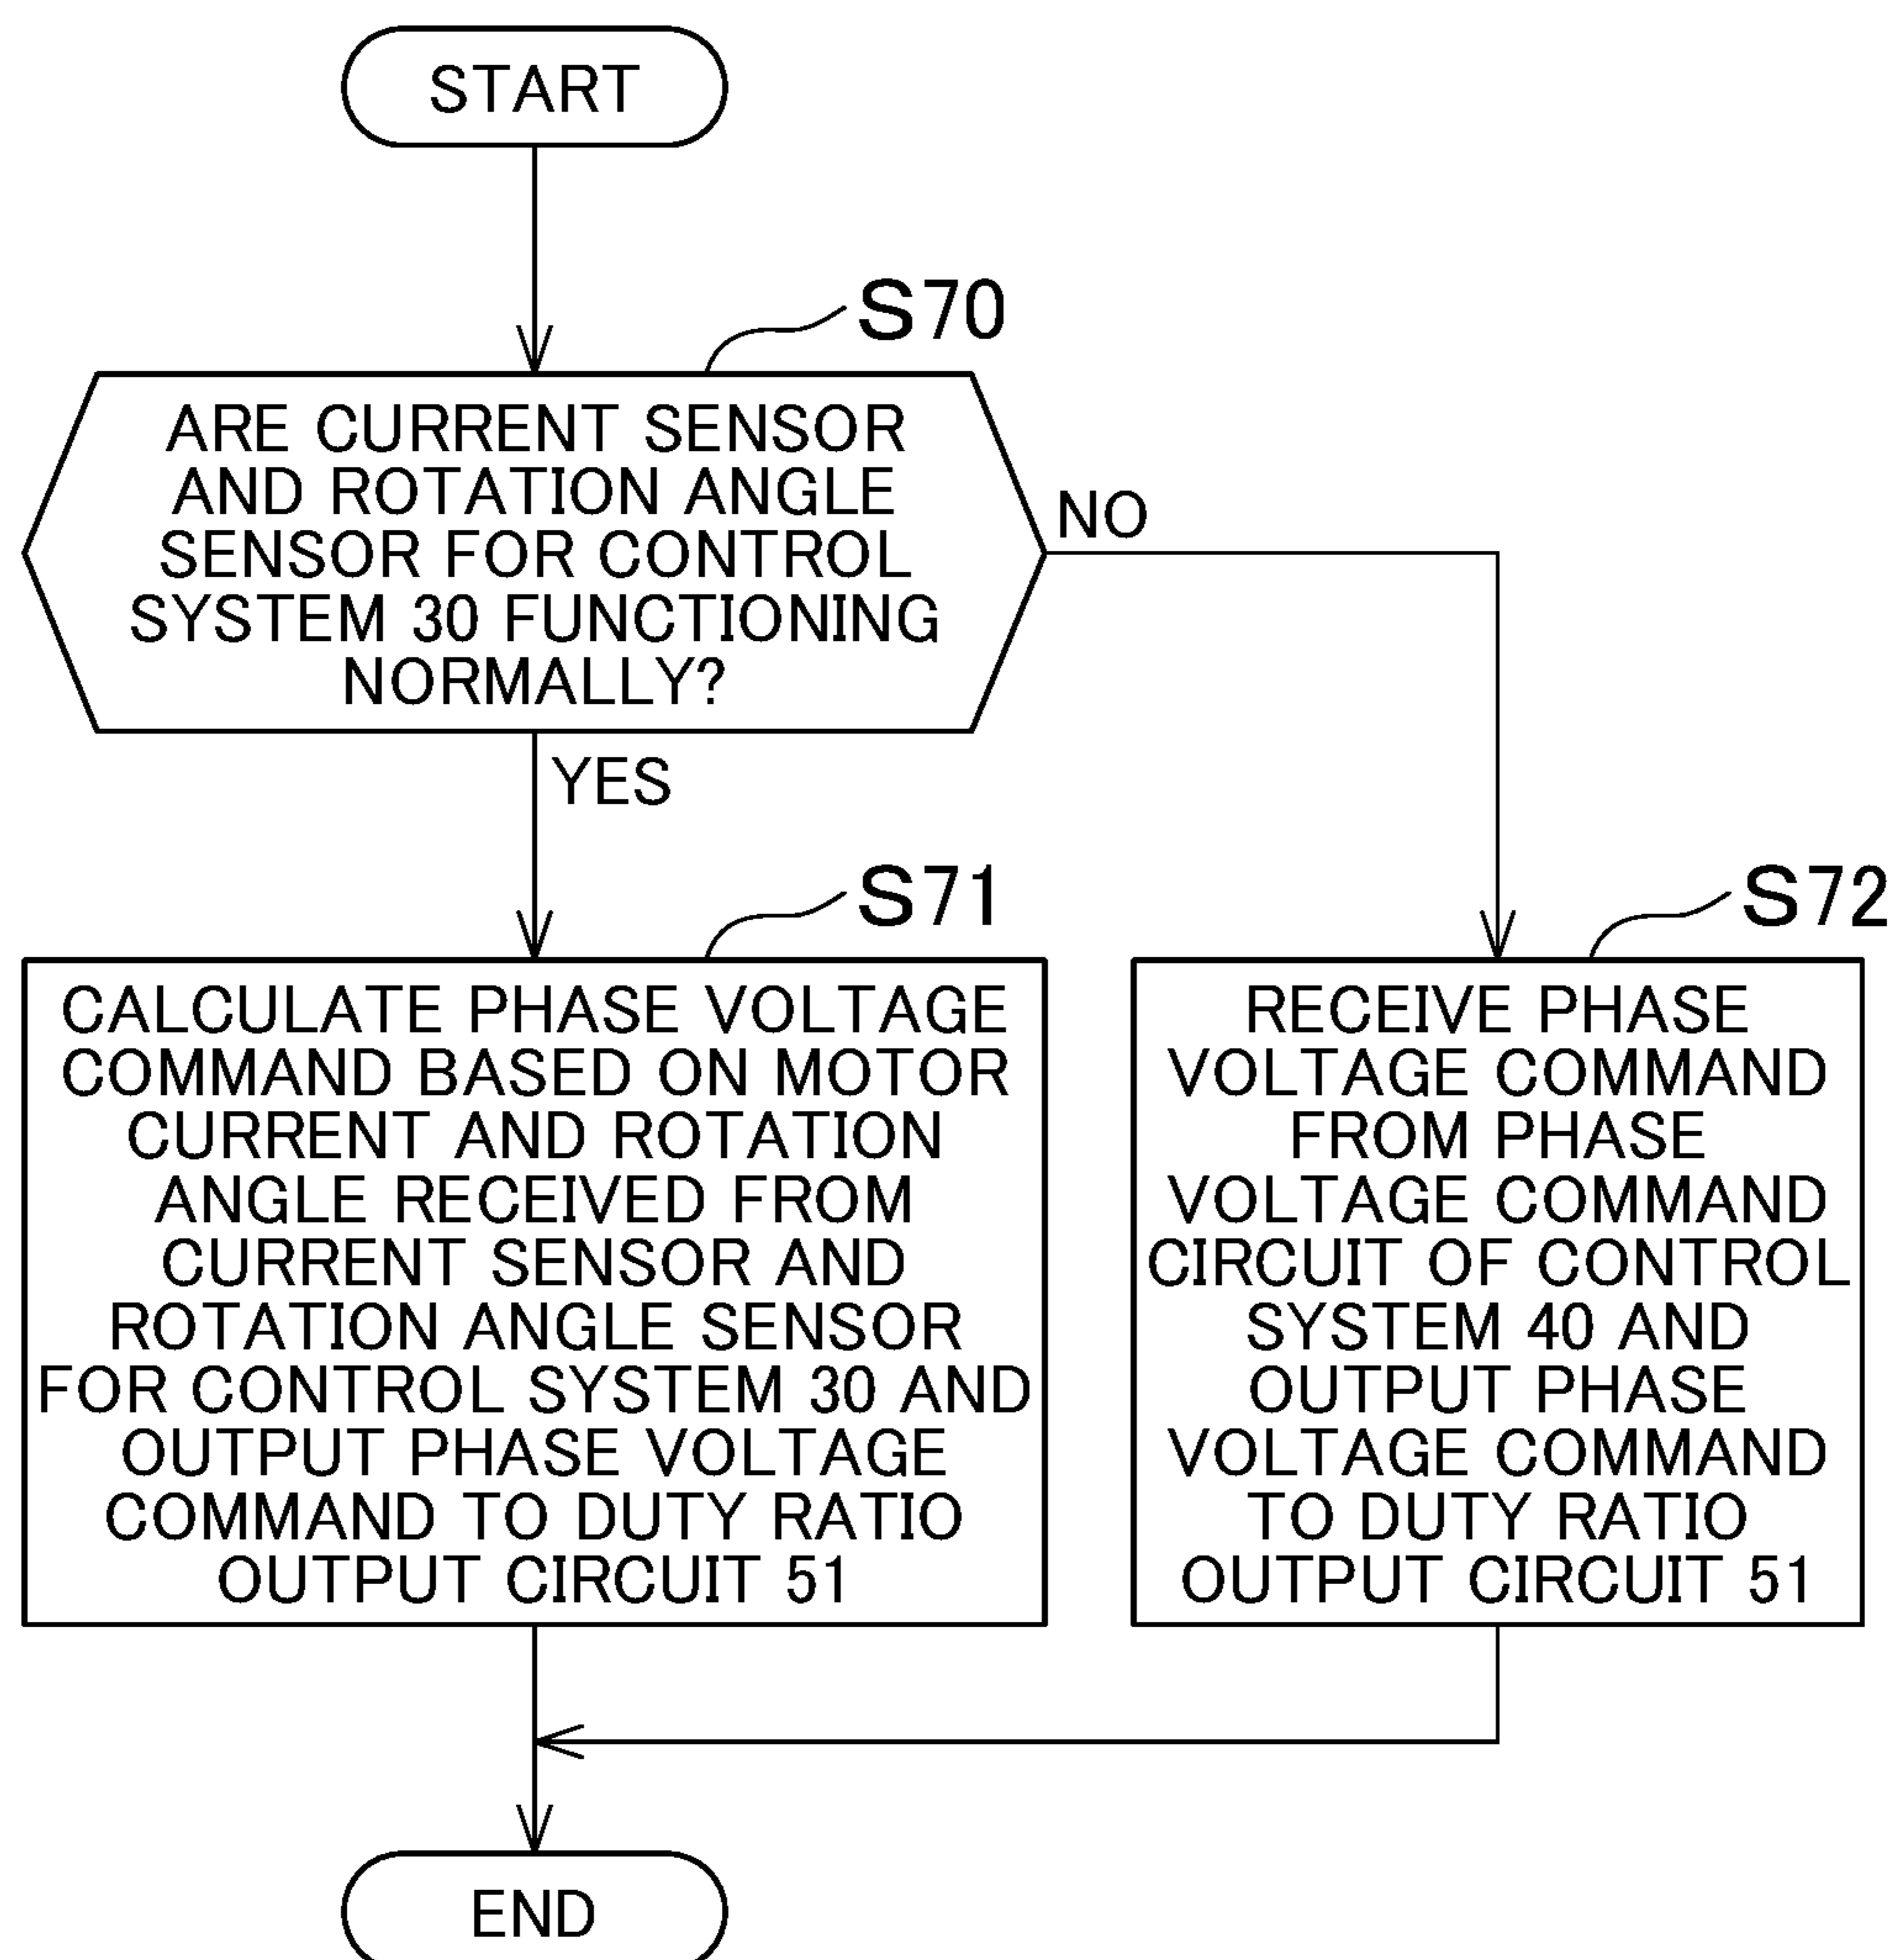 START
S70
ARE CURRENT SENSOR
AND ROTATION ANGLE
SENSOR FOR CONTROL
SYSTEM 30 FUNCTIONING
NORMALLY?
NO
YES
S71
CALCULATE PHASE VOLTAGE
COMMAND BASED ON MOTOR
CURRENT AND ROTATION
ANGLE RECEIVED FROM
CURRENT SENSOR AND
ROTATION ANGLE SENSOR
FOR CONTROL SYSTEM 30 AND
OUTPUT PHASE VOLTAGE
COMMAND TO DUTY RATIO
OUTPUT CIRCUIT 51
S72
RECEIVE PHASE
VOLTAGE COMMAND
FROM PHASE
VOLTAGE COMMAND
CIRCUIT OF CONTROL
SYSTEM 40 AND
OUTPUT PHASE
VOLTAGE COMMAND
TO DUTY RATIO
OUTPUT CIRCUIT 51
END